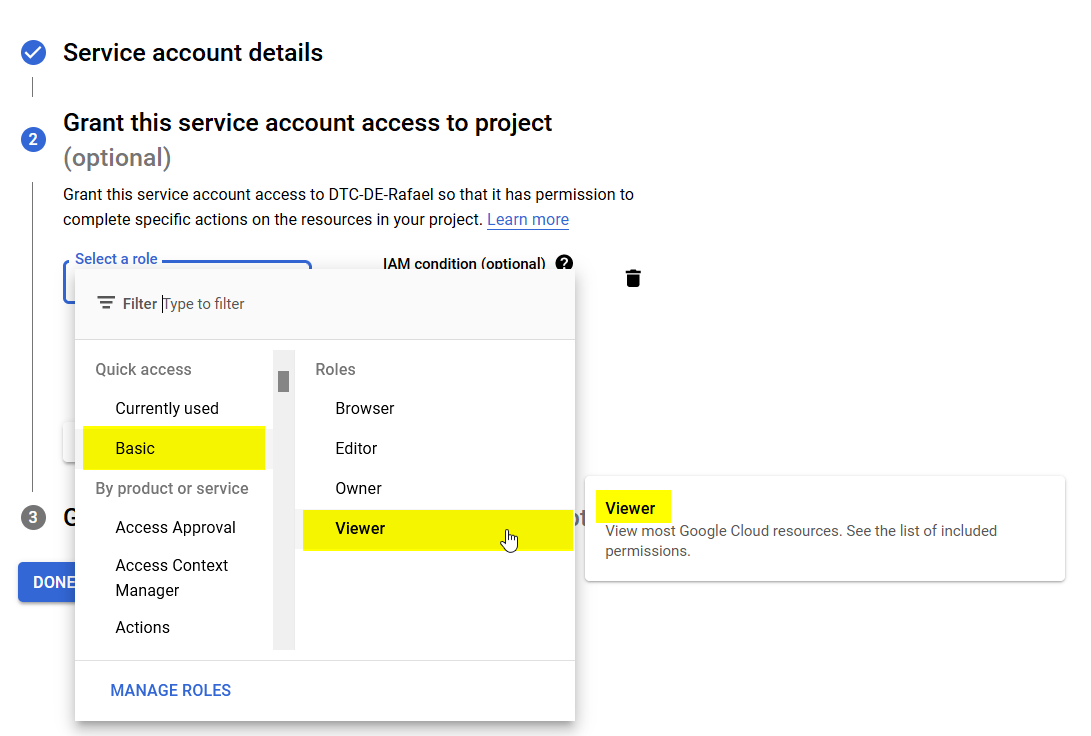 Service account details
2
Grant this service account access to project
(optional)
Grant this service account access to DTC-DE-Rafael so that it has permission to
complete specific actions on the resources in your project. Learn more
Select a role
IAM condition (optional)
?
Filter Type to filter
Quick access
Currently used
Basic
By product or service
Access Approval
Access Context
Manager
Actions
Roles
Browser
Editor
Owner
Viewer
MANAGE ROLES
Viewer
View most Google Cloud resources. See the list of included
permissions.
3
G
DONE